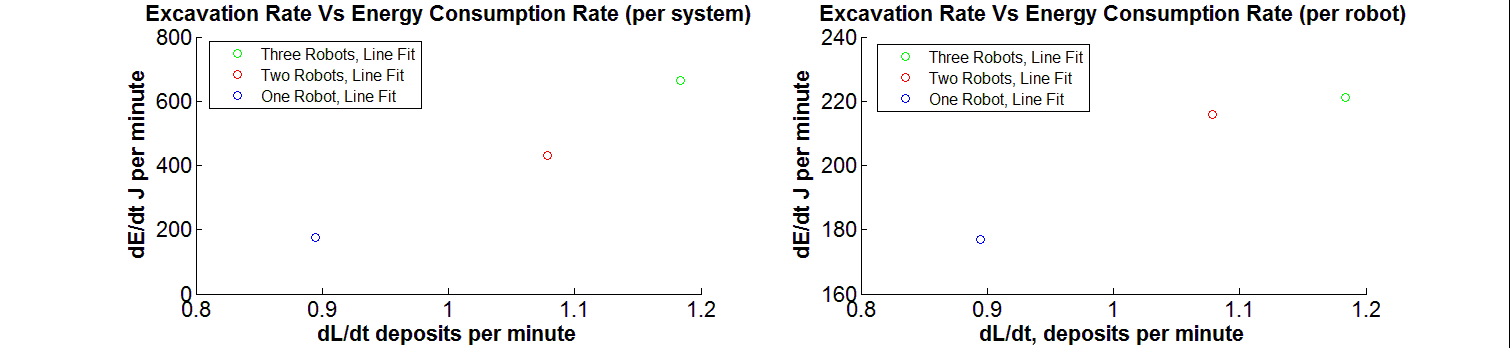 Excavation Rate Vs Energy Consumption Rate (per system)
800
600
400
200
0
dE/dt J per minute
Three Robots, Line Fit
Two Robots, Line Fit
One Robot, Line Fit
0.8
0.9
1
1.1
1.2
dL/dt deposits per minute
Excavation Rate Vs Energy Consumption Rate (per robot)
240
220
200
180
160
dE/dt J per minute
Three Robots, Line Fit
Two Robots, Line Fit
One Robot, Line Fit
0.8
0.9
1
1.1
1.2
dL/dt, deposits per minute